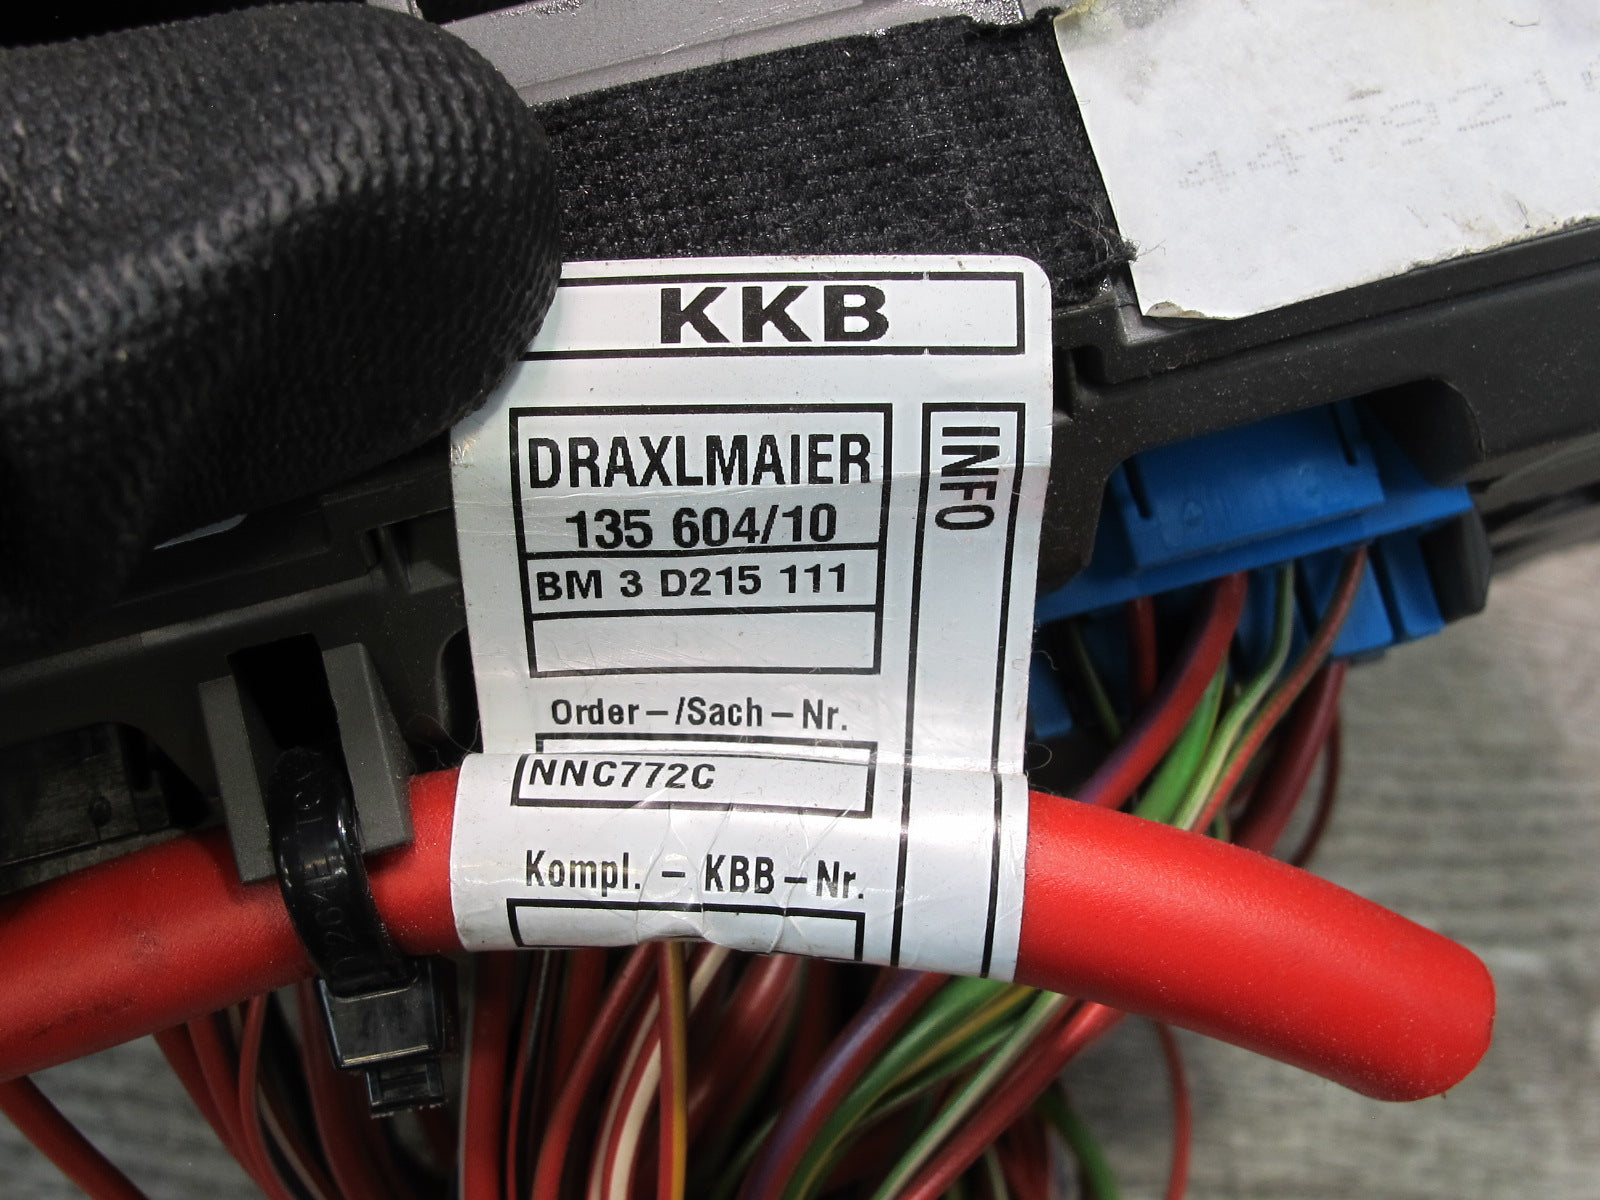 KKB
DRAXLMAIER
135 604/10
BM 3 D215 111
INFO
Order-/Sach-Nr.
NNC772C
Kompl. - KBB-Nr.